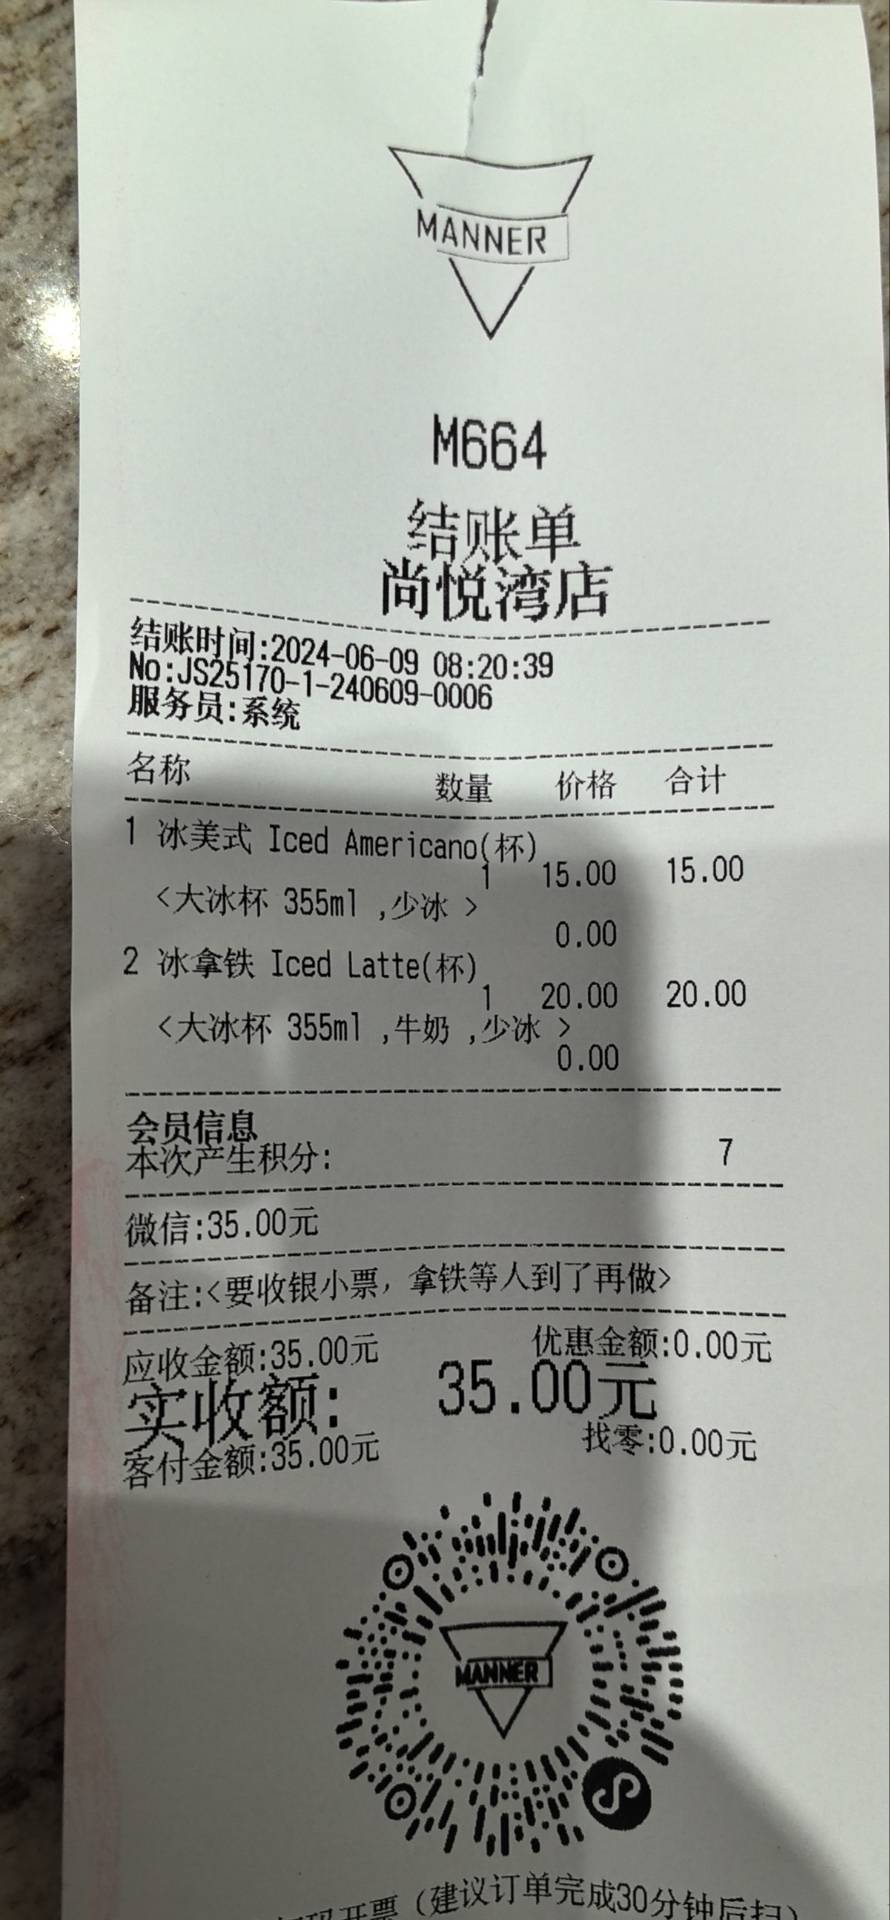 MANNER
M664
结账单
尚悦湾店
结账时间:2024-06-09 08:20:39
No:JS25170-1-240609-0006
服务员:系统
名称 数量 价格 合计
1 冰美式 Iced Americano(杯)
1 15.00 15.00
<大冰杯 355ml ,少冰 >
0.00
2 冰拿铁 Iced Latte(杯)
1 20.00 20.00
<大冰杯 355ml ,牛奶 ,少冰 >
0.00
会员信息
本次产生积分: 7
微信:35.00元
备注:<要收银小票，拿铁等人到了再做>
应收金额:35.00元 优惠金额:0.00元
实收额: 35.00元
客付金额:35.00元 找零:0.00元
MANNER
开票（建议订单完成30分钟后扫）